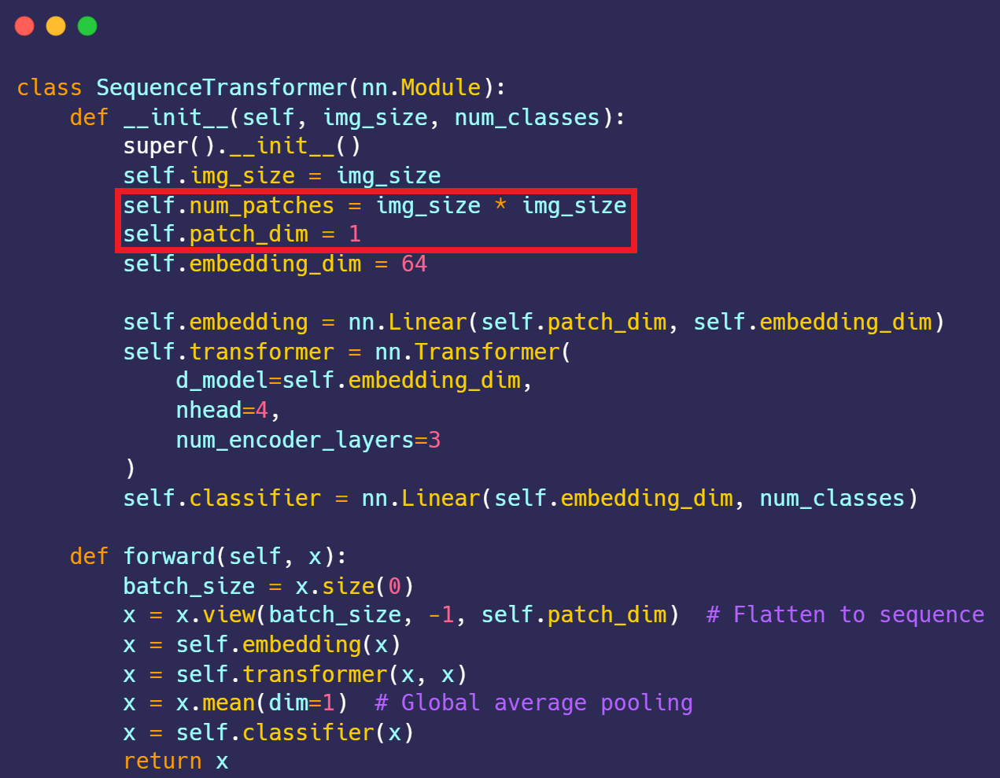 class SequenceTransformer(nn.Module):
    def __init__(self, img_size, num_classes):
        super().__init__()
        self.img_size = img_size
        self.num_patches = img_size * img_size
        self.patch_dim = 1
        self.embedding_dim = 64

        self.embedding = nn.Linear(self.patch_dim, self.embedding_dim)
        self.transformer = nn.Transformer(
            d_model=self.embedding_dim,
            nhead=4,
            num_encoder_layers=3
        )
        self.classifier = nn.Linear(self.embedding_dim, num_classes)

    def forward(self, x):
        batch_size = x.size(0)
        x = x.view(batch_size, -1, self.patch_dim)  # Flatten to sequence
        x = self.embedding(x)
        x = self.transformer(x, x)
        x = x.mean(dim=1)  # Global average pooling
        x = self.classifier(x)
        return x